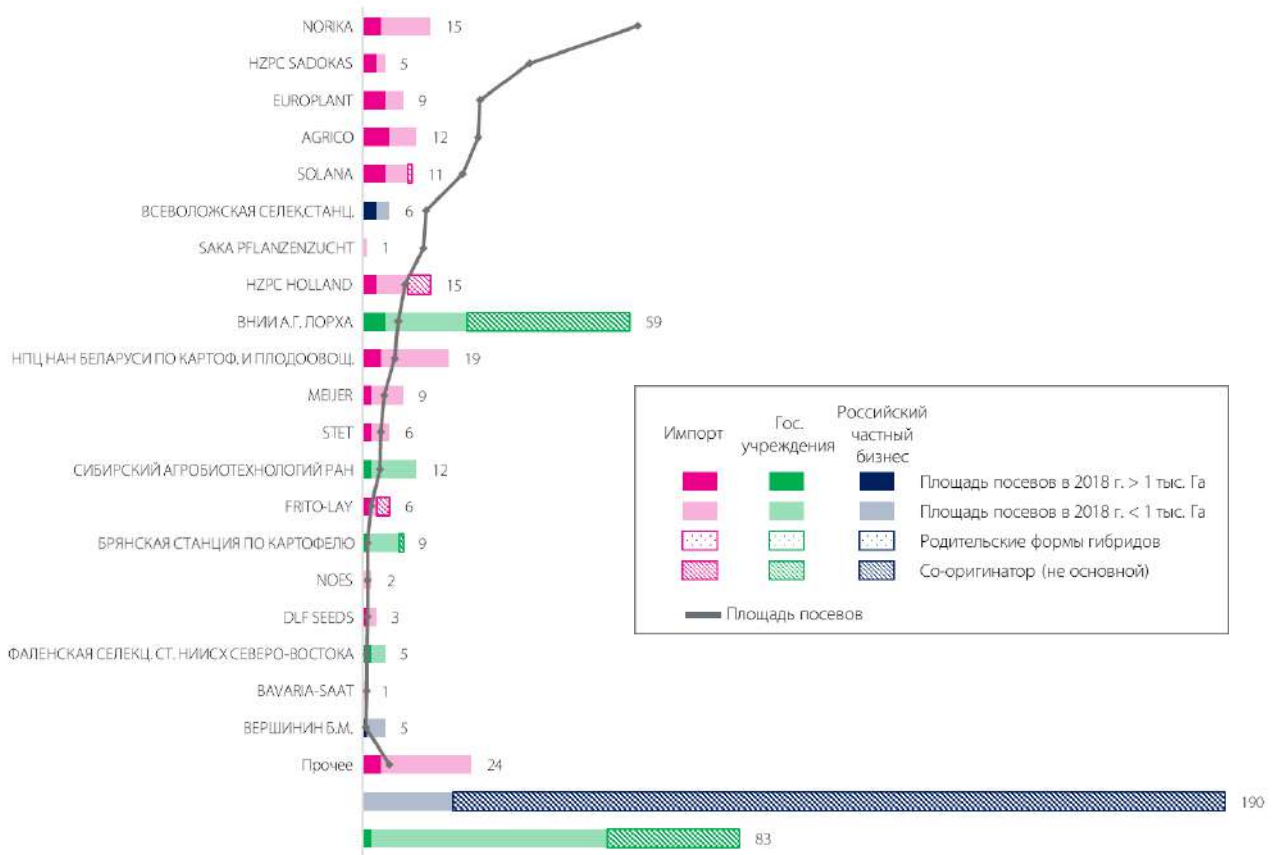 NORIKA 15
HZPC SADOKAS 5
EUROPLANT 9
AGRICO 12
SOLANA 11
ВСЕВОЛОЖСКАЯ СЕЛЕК.СТАНЦ. 6
SAKA PFLANZENZUCHT 1
HZPC HOLLAND 15
ВНИИ А.Г. ЛОРХА 59
НПЦ НАН БЕЛАРУСИ ПО КАРТОФ. И ПЛОДООВОЩ. 19
MEIJER 9
STET 6
СИБИРСКИЙ АГРОБИОТЕХНОЛОГИЙ РАН 12
FRITO-LAY 6
БРЯНСКАЯ СТАНЦИЯ ПО КАРТОФЕЛЮ 9
NOES 2
DLF SEEDS 3
ФАЛЕНСКАЯ СЕЛЕКЦ. СТ. НИИСХ СЕВЕРО-ВОСТОКА 5
BAVARIA-SAAT 1
ВЕРШИНИН Б.М. 5
Прочее 24
190
83
Импорт
Гос.
учреждения
Российский
частный
бизнес
Площадь посевов в 2018 г. > 1 тыс. Га
Площадь посевов в 2018 г. < 1 тыс. Га
Родительские формы гибридов
Со-оригинатор (не основной)
Площадь посевов